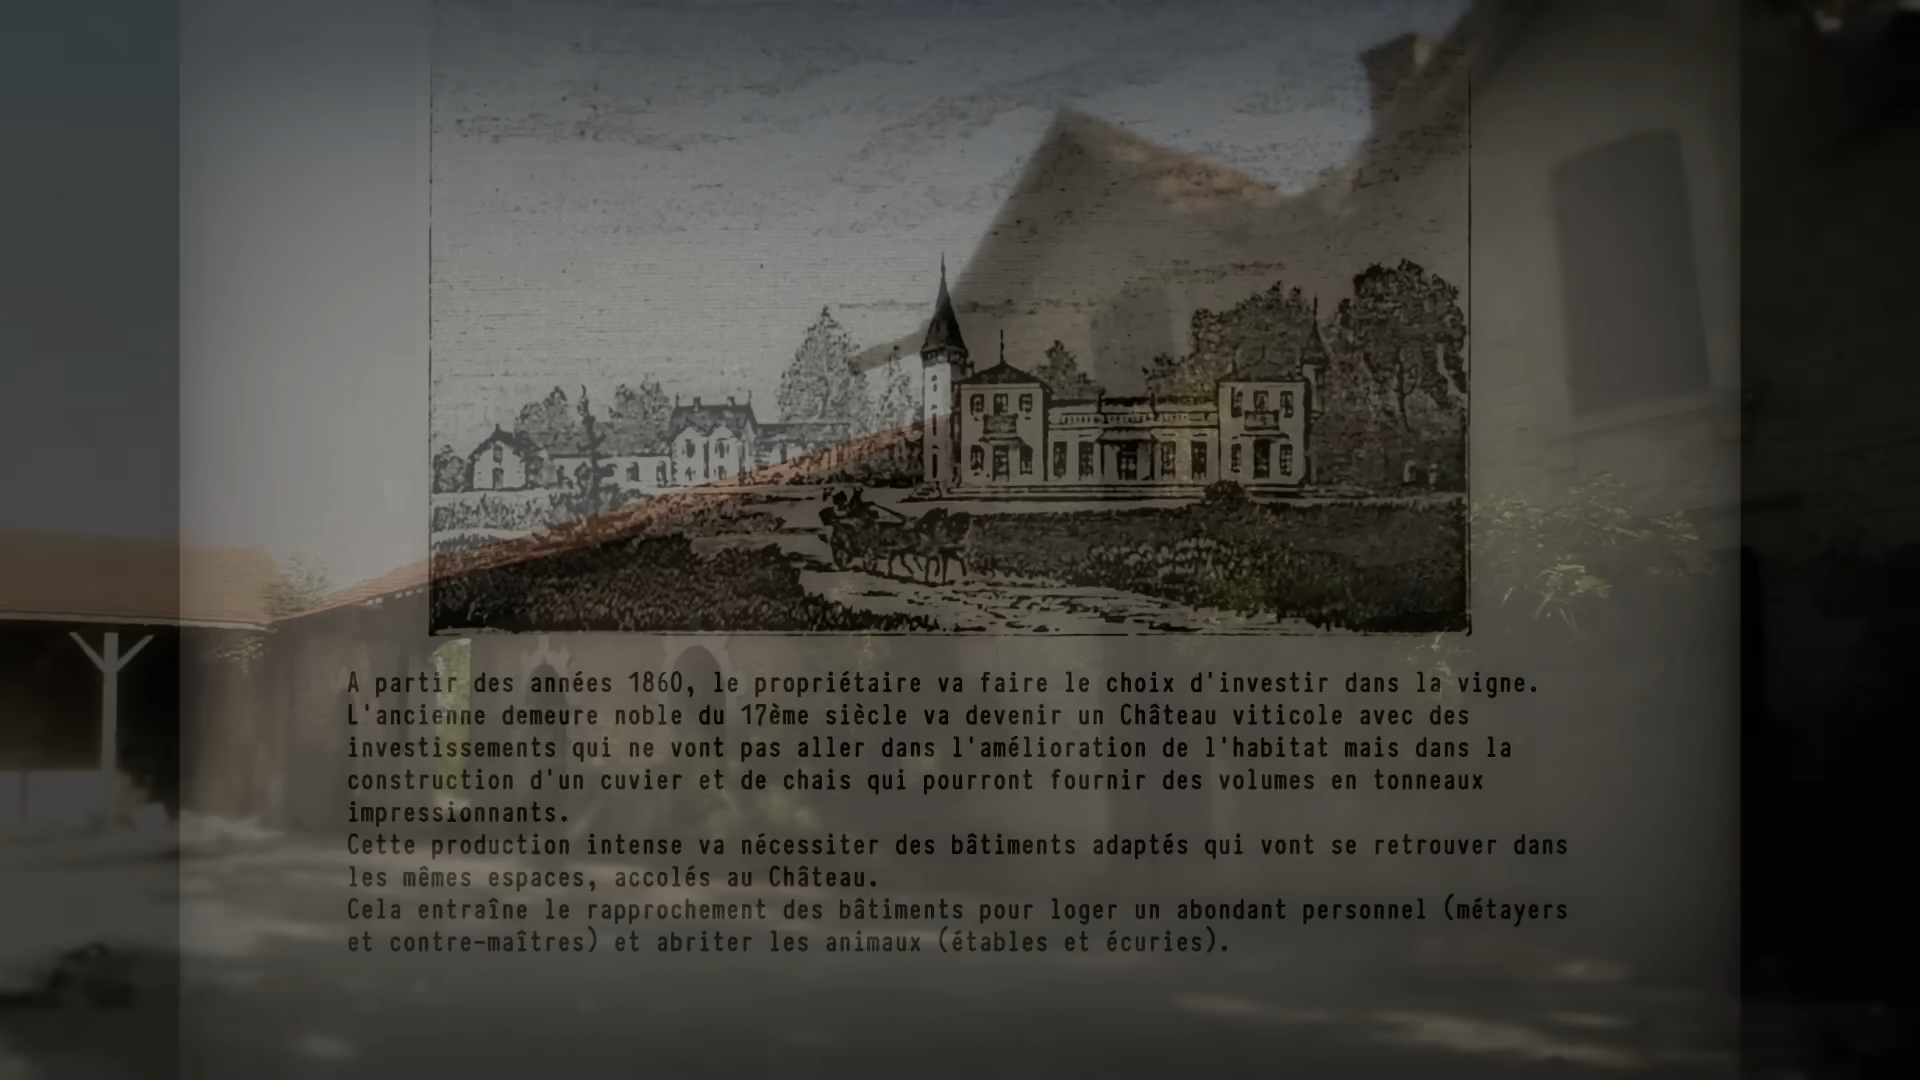 A partir des années 1860, le propriétaire va faire le choix d'investir dans la vigne.
L'ancienne demeure noble du 17ème siècle va devenir un Château viticole avec des
investissements qui ne vont pas aller dans l'amélioration de l'habitat mais dans la
construction d'un cuvier et de chais qui pourront fournir des volumes en tonneaux
impressionnants.
Cette production intense va nécessiter des bâtiments adaptés qui vont se retrouver dans
les mêmes espaces, accolés au Château.
Cela entraîne le rapprochement des bâtiments pour loger un abondant personnel (métayers
et contre-maîtres) et abriter les animaux (étables et écuries).